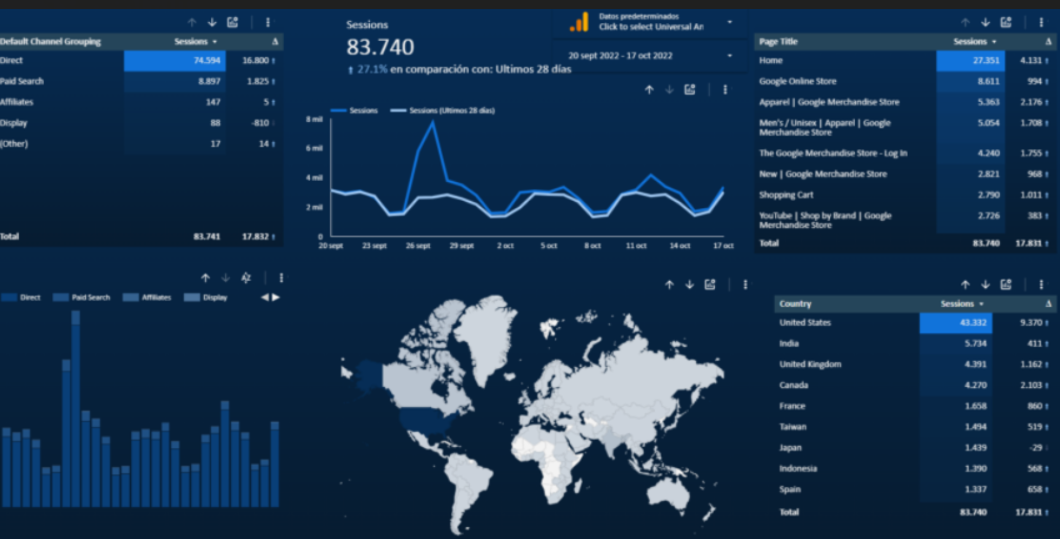 Default Channel Grouping Sessions Δ
Direct 74.594 16.800
Paid Search 8.897 1.825
Affiliates 147 5
Display 88 -810
(Other) 17 14
Total 83.741 17.832
Sessions
83.740
27.1% en comparación con: Ultimos 28 días
Datos predeterminados
Click to select Universal An
20 sept 2022 - 17 oct 2022
Sessions Sessions (Ultimos 28 días)
8 mil
6 mil
4 mil
2 mil
0
20 sept 23 sept 26 sept 29 sept 2 oct 5 oct 8 oct 11 oct 14 oct 17 oct
Page Title Sessions Δ
Home 27.351 4.131
Google Online Store 8.611 994
Apparel | Google Merchandise Store 5.363 2.176
Men's / Unisex | Apparel | Google
Merchandise Store 5.054 1.708
The Google Merchandise Store - Log In 4.240 1.755
New | Google Merchandise Store 2.821 968
Shopping Cart 2.790 1.011
YouTube | Shop by Brand | Google
Merchandise Store 2.726 383
Total 83.740 17.831
Direct Paid Search Affiliates Display
Country Sessions Δ
United States 43.332 9.370
India 5.734 411
United Kingdom 4.391 1.162
Canada 4.270 2.103
France 1.658 860
Taiwan 1.494 519
Japan 1.439 -29
Indonesia 1.390 568
Spain 1.337 658
Total 83.740 17.831